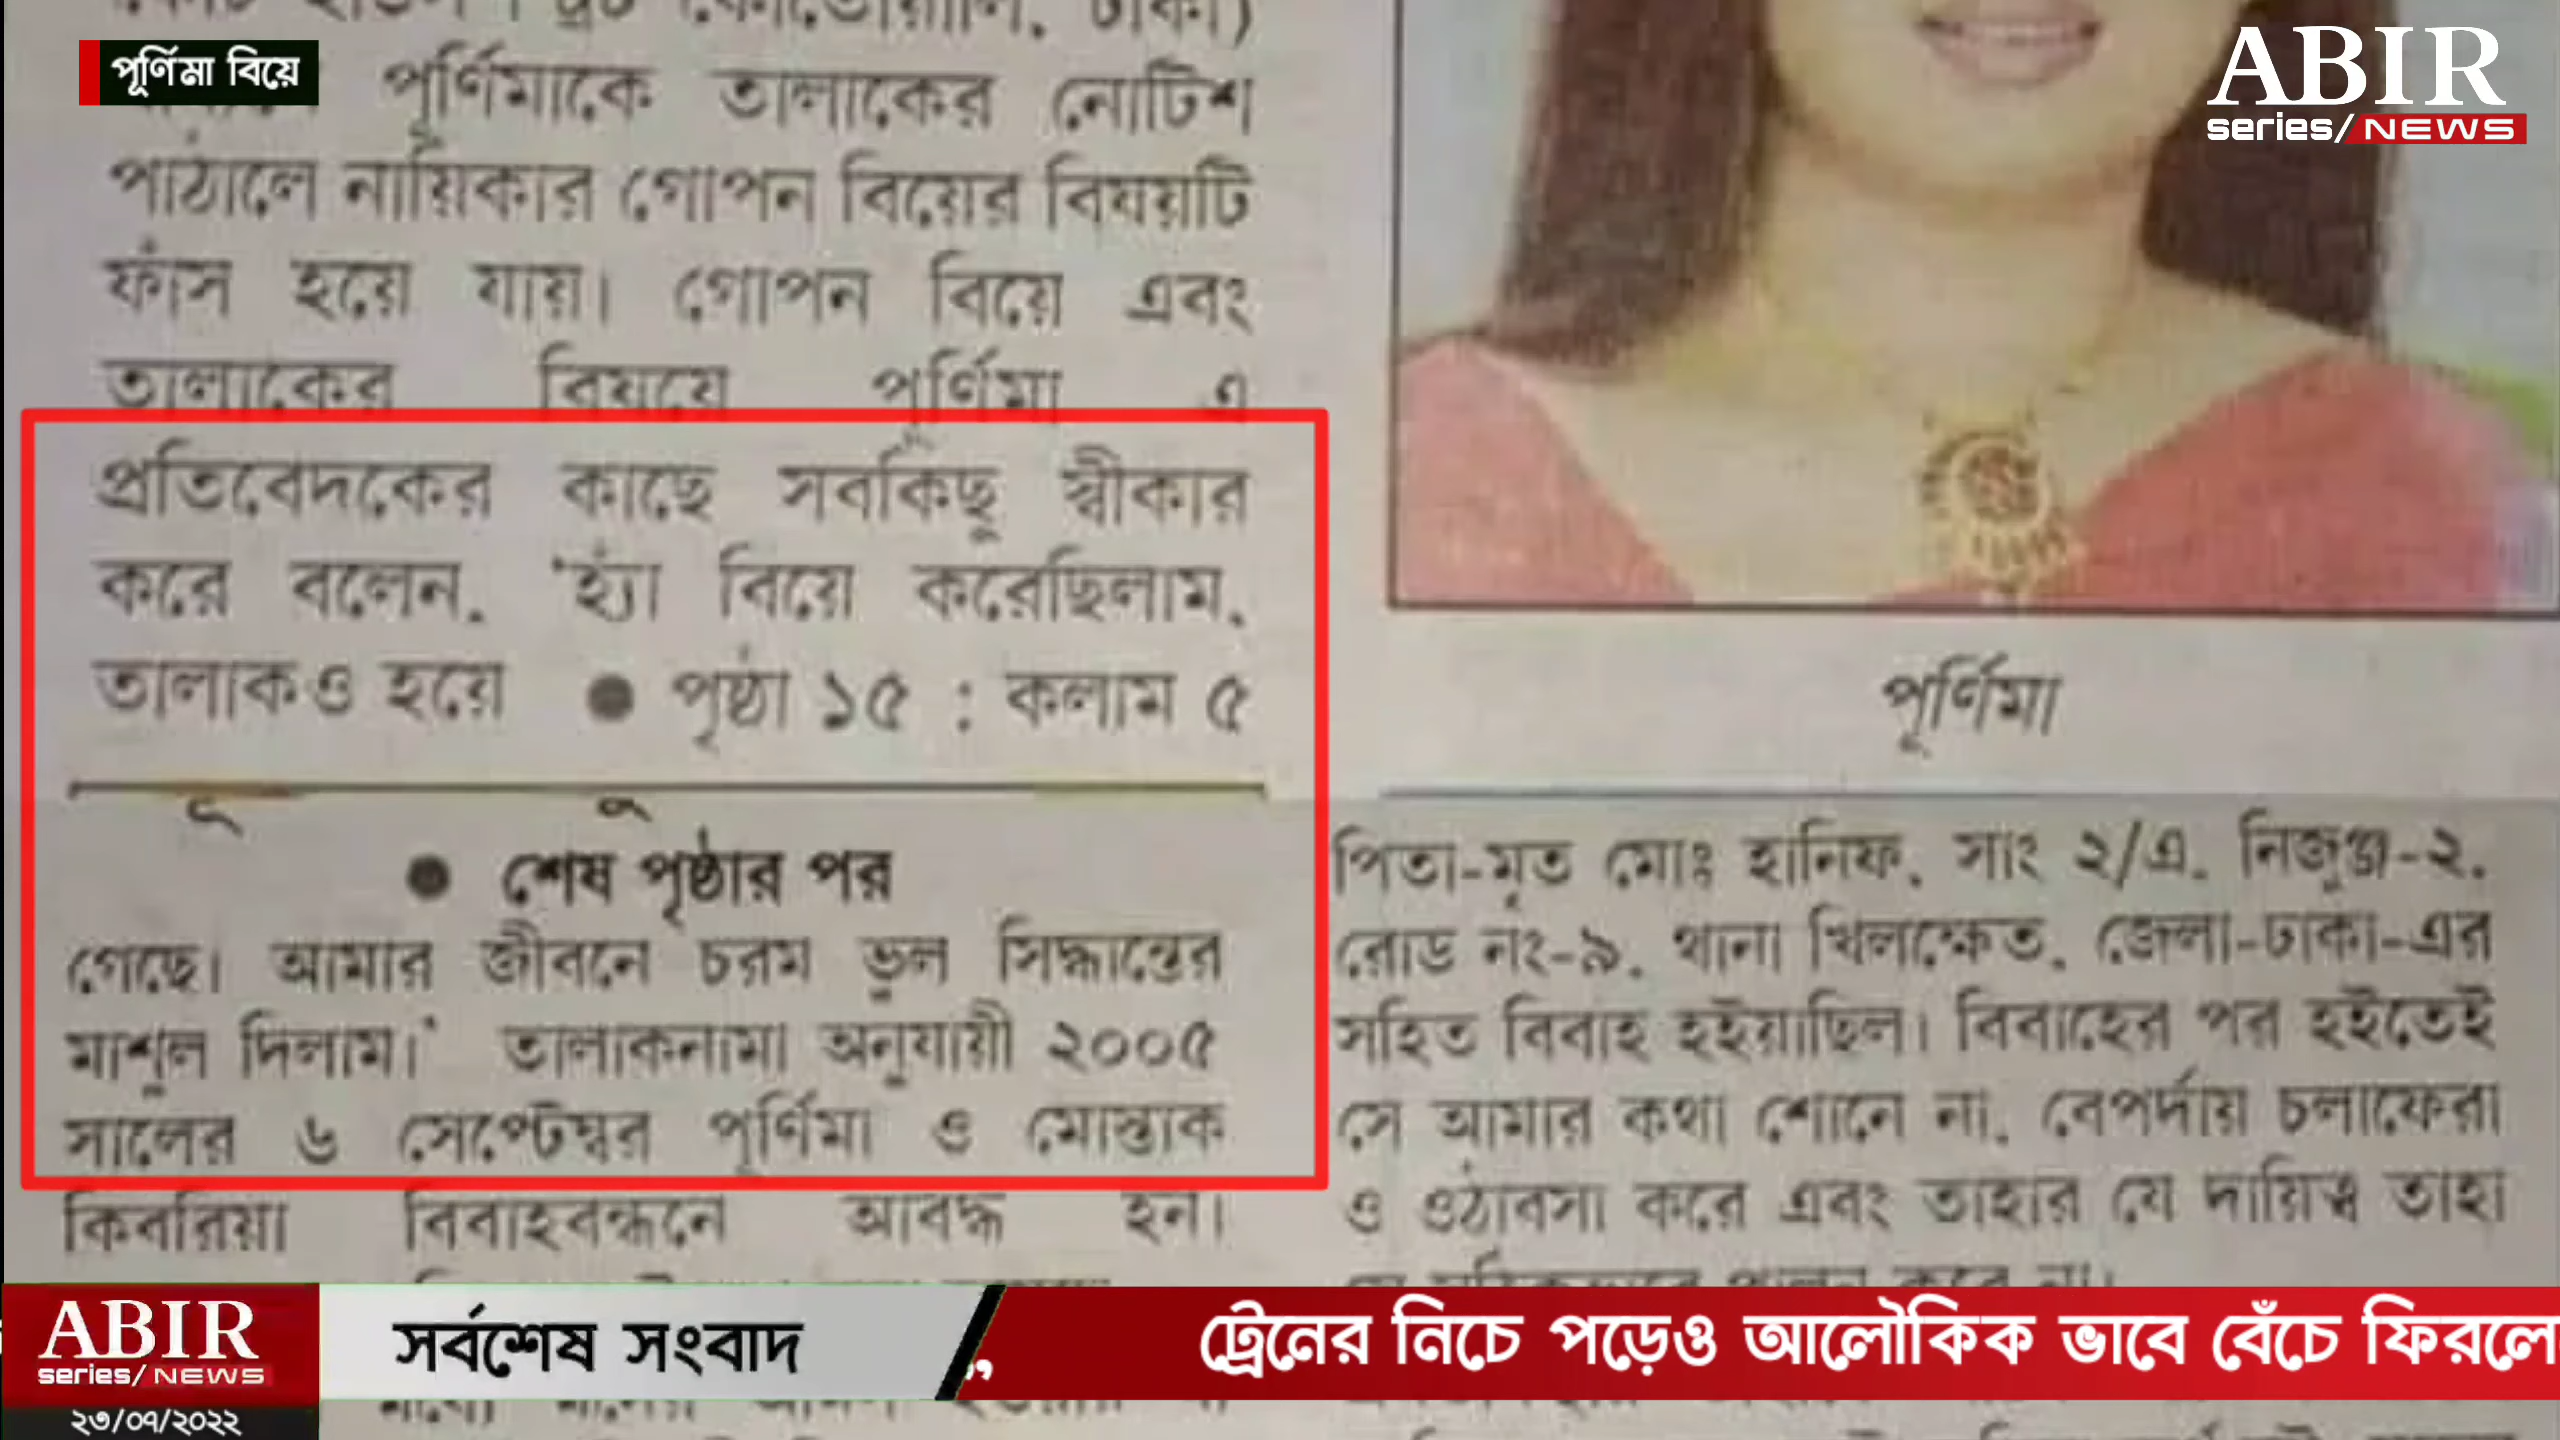 পূর্ণিমা বিয়ে
ABIR
series/NEWS
কোতোয়ালি, ঢাকা)
পূর্ণিমাকে তালাকের নোটিশ
পাঠালে নায়িকার গোপন বিয়ের বিষয়টি
ফাঁস হয়ে যায়। গোপন বিয়ে এবং
তালাকের বিষয়ে পূর্ণিমা এ
প্রতিবেদকের কাছে সবকিছু স্বীকার
করে বলেন, 'হ্যাঁ বিয়ে করেছিলাম,
তালাকও হয়ে ● পৃষ্ঠা ১৫ : কলাম ৫
পূর্ণিমা
● শেষ পৃষ্ঠার পর
গেছে। আমার জীবনে চরম ভুল সিদ্ধান্তের
মাশুল দিলাম।' তালাকনামা অনুযায়ী ২০০৫
সালের ৬ সেপ্টেম্বর পূর্ণিমা ও মোস্তাক
কিবরিয়া বিবাহবন্ধনে আবদ্ধ হন।
পিতা-মৃত মোঃ হানিফ, সাং ২/এ, নিজুঞ্জ-২,
রোড নং-৯, থানা খিলক্ষেত, জেলা-ঢাকা-এর
সহিত বিবাহ হইয়াছিল। বিবাহের পর হইতেই
সে আমার কথা শোনে না, বেপর্দায় চলাফেরা
ও ওঠাবসা করে এবং তাহার যে দায়িত্ব তাহা
ABIR
series/NEWS
সর্বশেষ সংবাদ
,, ট্রেনের নিচে পড়েও আলৌকিক ভাবে বেঁচে ফিরলে
২৩/০৭/২০২২